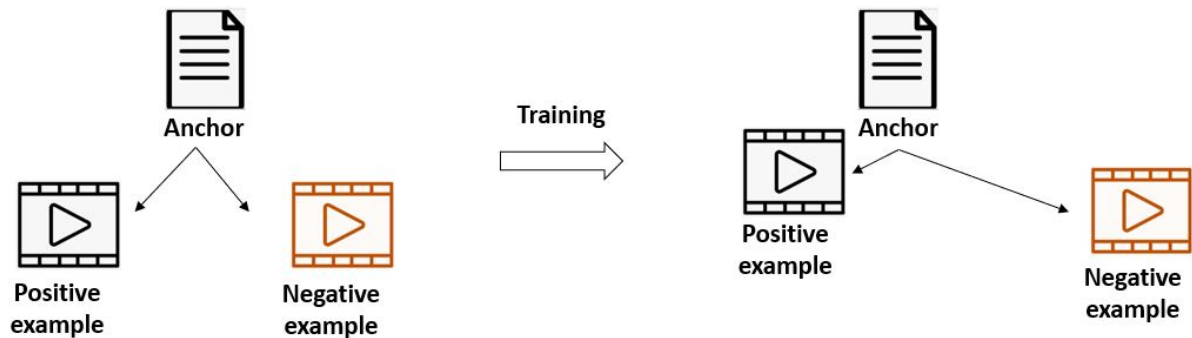 Anchor
Positive
example
Negative
example
Training
Anchor
Positive
example
Negative
example